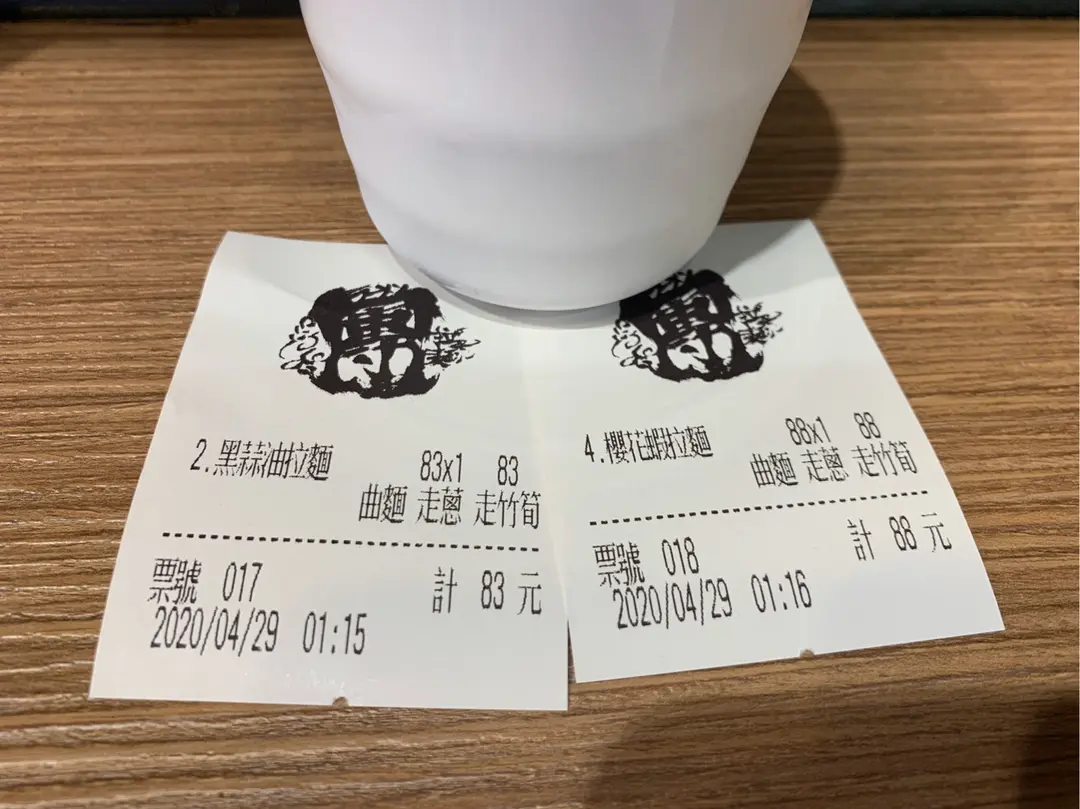 2.黑蒜油拉麵
83x1 83
曲麵 走蔥 走竹筍
票號 017 計 83 元
2020/04/29 01:15
4.櫻花蝦拉麵
88x1 88
曲麵 走蔥 走竹筍
計 88 元
票號 018
2020/04/29 01:16